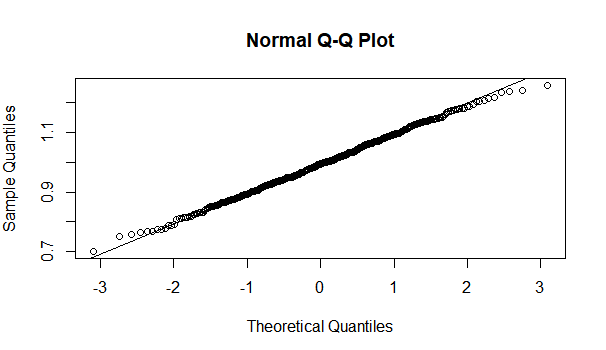 Normal Q-Q Plot
Sample Quantiles
1.1
0.9
0.7
-3 -2 -1 0 1 2 3
Theoretical Quantiles